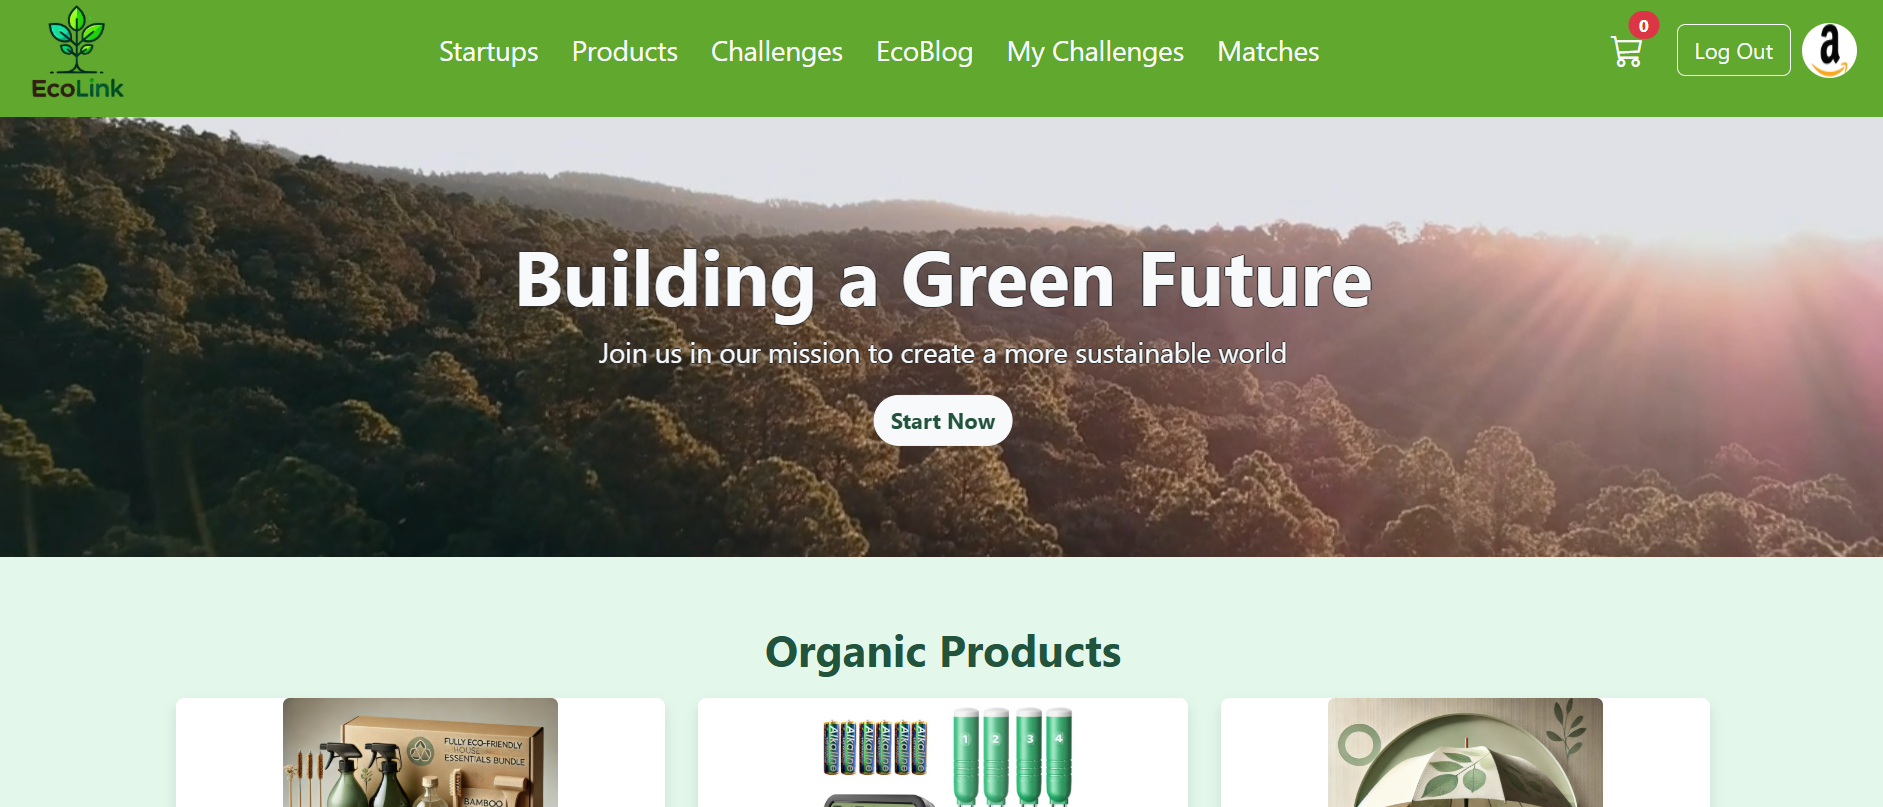 EcoLink
Startups Products Challenges EcoBlog My Challenges Matches
0
Log Out
a
Building a Green Future
Join us in our mission to create a more sustainable world
Start Now
Organic Products
FULLY ECO-FRIENDLY
HOUSE
ESSENTIALS BUNDLE
BAMBOO
Alkaline Alkaline Alkaline Alkaline Alkaline Alkaline
1 2 3 4